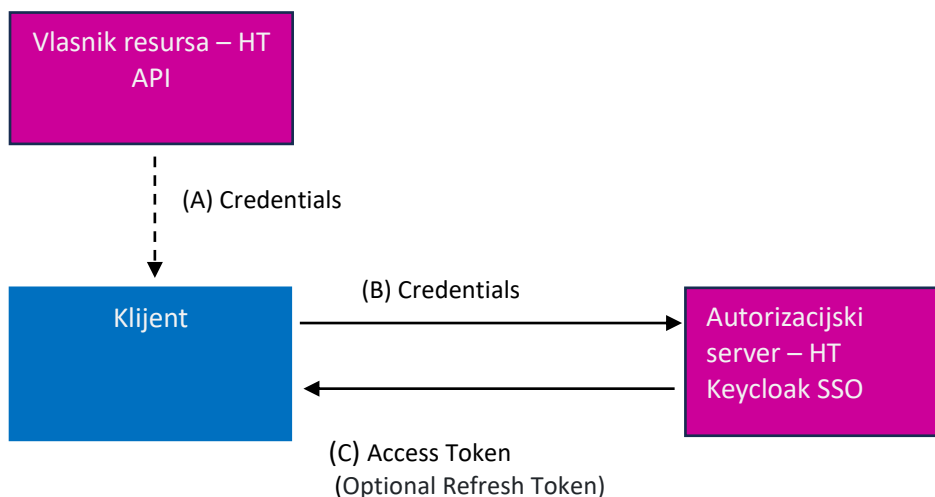 Vlasnik resursa – HT
API
(A) Credentials
Klijent
(B) Credentials
Autorizacijski
server – HT
Keycloak SSO
(C) Access Token
(Optional Refresh Token)